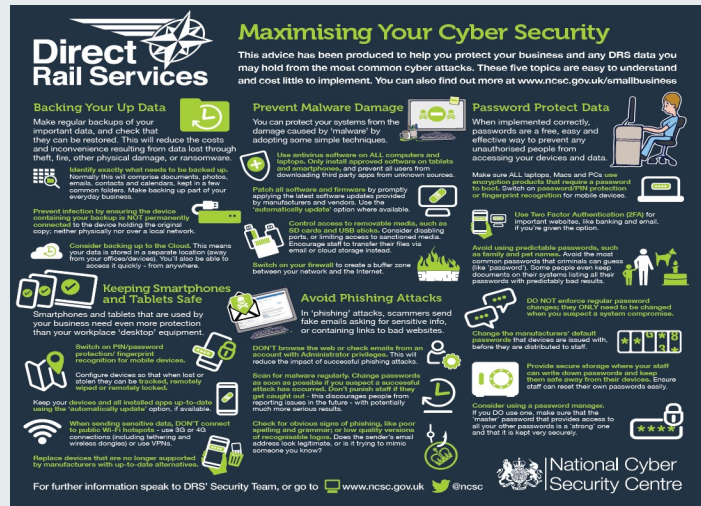 Direct
Rail Services
Maximising Your Cyber Security
This advice has been produced to help you protect your business and any DRS data you
may hold from the most common cyber attacks. These five topics are easy to understand
and cost little to implement. You can also find out more at www.ncsc.gov.uk/smallbusiness
Backing Your Up Data
Make regular backups of your
important data, and check that
they can be restored. This will reduce the costs
and inconvenience resulting from data lost through
theft, fire, other physical damage, or ransomware.
Identify exactly what needs to be backed up.
Normally this will comprise documents, photos,
emails, contacts and calendars, kept in a few
common folders. Make backing up part of your
everyday business.
Prevent infection by ensuring the device
containing your backup is NOT permanently
connected to the device holding the original
copy; neither physically nor over a local network.
Consider backing up to the Cloud. This means
your data is stored in a separate location (away
from your offices/devices). You'll also be able to
access it quickly - from anywhere.
Keeping Smartphones
and Tablets Safe
Smartphones and tablets that are used by
your business need even more protection
than your workplace 'desktop' equipment.
Switch on PIN/password
protection/ fingerprint
recognition for mobile devices.
Configure devices so that when lost or
stolen they can be tracked, remotely
wiped or remotely locked.
Keep your devices and all installed apps up-to-date
using the 'automatically update' option, if available.
When sending sensitive data, DON'T connect
to public Wi-Fi hotspots - use 3G or 4G
connections (including tethering and
wireless dongles) or use VPNs.
Replace devices that are no longer supported
by manufacturers with up-to-date alternatives.
Prevent Malware Damage
You can protect your systems from the
damage caused by 'malware' by
adopting some simple techniques.
Use antivirus software on ALL computers and
laptops. Only install approved software on tablets
and smartphones, and prevent all users from
downloading third party apps from unknown sources.
Patch all software and firmware by promptly
applying the latest software updates provided
by manufacturers and vendors. Use the
'automatically update' option where available.
Control access to removable media, such as
SD cards and USB sticks. Consider disabling
ports, or limiting access to sanctioned media.
Encourage staff to transfer their files via
email or cloud storage instead.
Switch on your firewall to create a buffer zone
between your network and the Internet.
Avoid Phishing Attacks
In 'phishing' attacks, scammers send
fake emails asking for sensitive info,
or containing links to bad websites.
DON'T browse the web or check emails from an
account with Administrator privileges. This will
reduce the impact of successful phishing attacks.
Scan for malware regularly. Change passwords
as soon as possible if you suspect a successful
attack has occurred. Don't punish staff if they
get caught out - this discourages people from
reporting issues in the future - with potentially
much more serious results.
Check for obvious signs of phishing, like poor
spelling and grammar; or low quality versions
of recognisable logos. Does the sender's email
address look legitimate, or is it trying to mimic
someone you know?
Password Protect Data
When implemented correctly,
passwords are a free, easy and
effective way to prevent any
unauthorised people from
accessing your devices and data.
Make sure ALL laptops, Macs and PCs use
encryption products that require a password
to boot. Switch on password/PIN protection
or fingerprint recognition for mobile devices.
Use Two Factor Authentication (2FA) for
important websites, like banking and email,
if you're given the option.
Avoid using predictable passwords, such
as family and pet names. Avoid the most
common passwords that criminals can guess
(like 'passw0rd'). Some people even keep
documents on their systems listing all their
passwords with predictably bad results.
DO NOT enforce regular password
changes; they ONLY need to be changed
when you suspect a system compromise.
Change the manufacturers' default
passwords that devices are issued with,
before they are distributed to staff.
Provide secure storage where your staff
can write down passwords and keep
them safe away from their devices. Ensure
staff can reset their own passwords easily.
Consider using a password manager.
If you DO use one, make sure that the
'master' password that provides access to
all your other passwords is a 'strong' one
and that it is kept very securely.
National Cyber
Security Centre
For further information speak to DRS' Security Team, or go to www.ncsc.gov.uk @ncsc